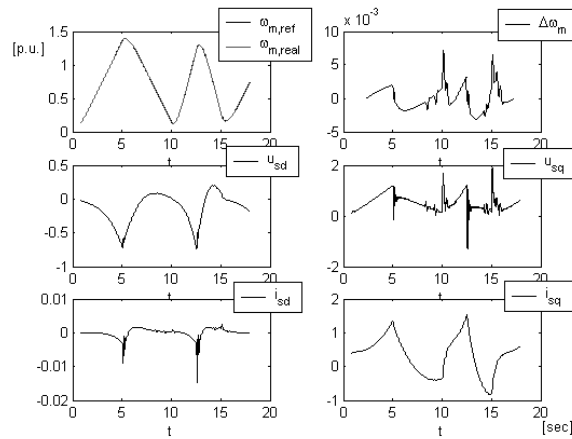 ω_m,ref
ω_m,real
[p.u.]
1.5
1
0.5
0
0 5 10 15 20
t
x 10^-3
Δω_m
10
5
0
-5
0 5 10 15 20
t
u_sd
0.5
0
-0.5
-1
0 5 10 15 20
t
u_sq
2
0
2
0 5 10 15 20
t
i_sd
0.01
0
-0.01
-0.02
0 5 10 15 20
t
i_sq
2
1
0
-1
0 5 10 15 20
t
[sec]